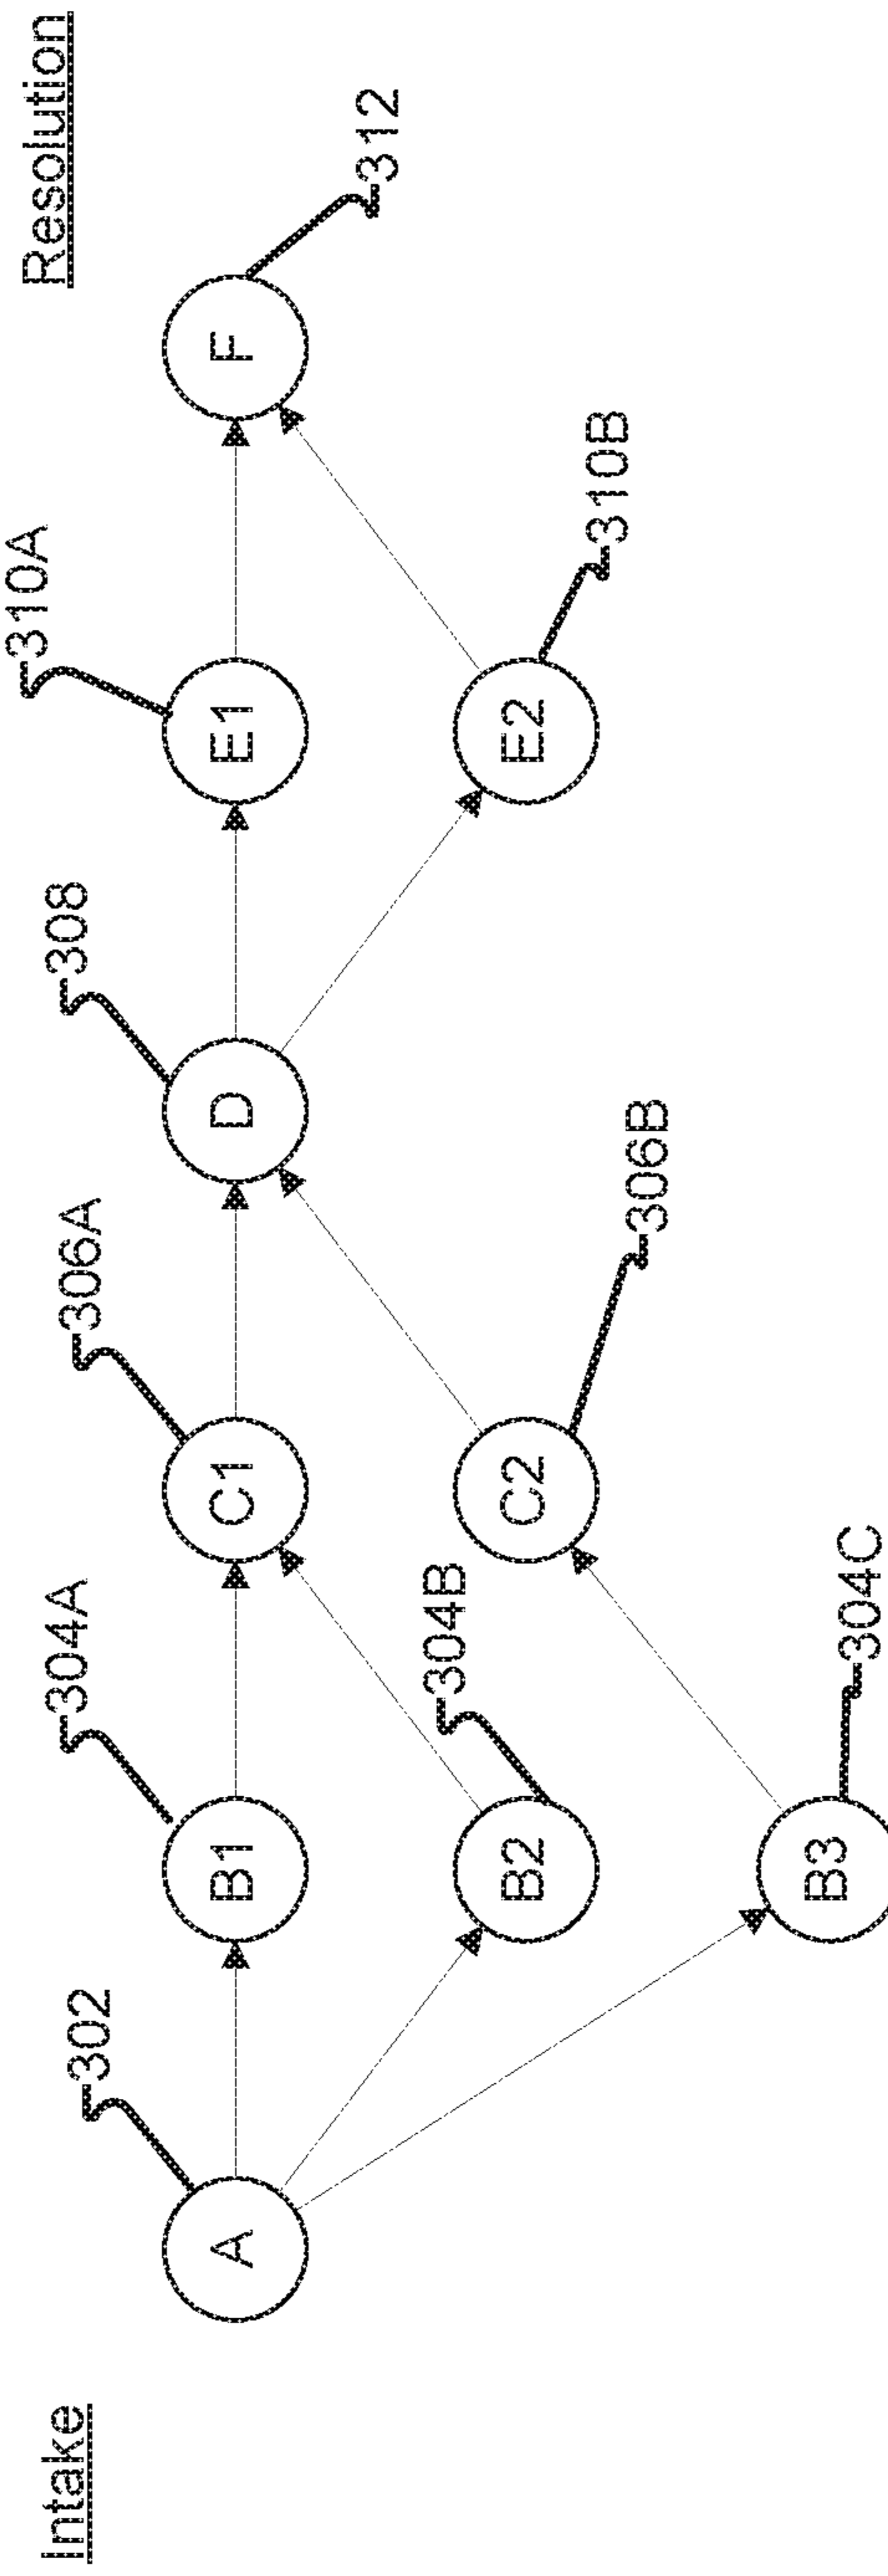 Intake
Resolution
302
304A
306A
308
310A
A
B1
C1
D
E1
F
312
304B
B2
C2
306B
E2
310B
B3
304C